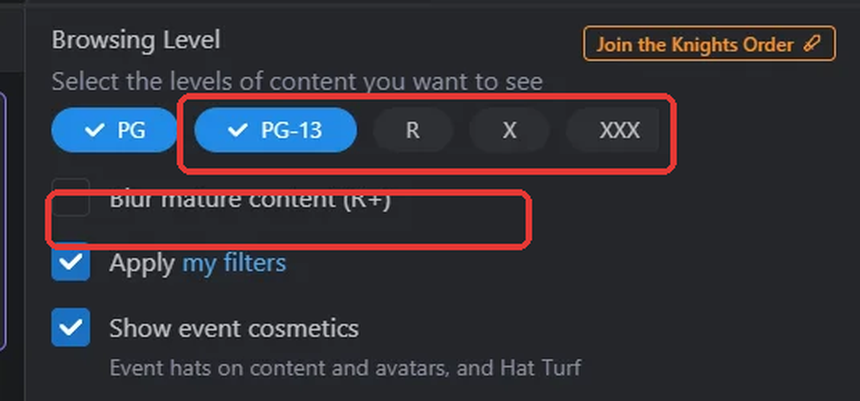 Browsing Level
Join the Knights Order
Select the levels of content you want to see
PG PG-13 R X XXX
Blur mature content (R+)
Apply my filters
Show event cosmetics
Event hats on content and avatars, and Hat Turf